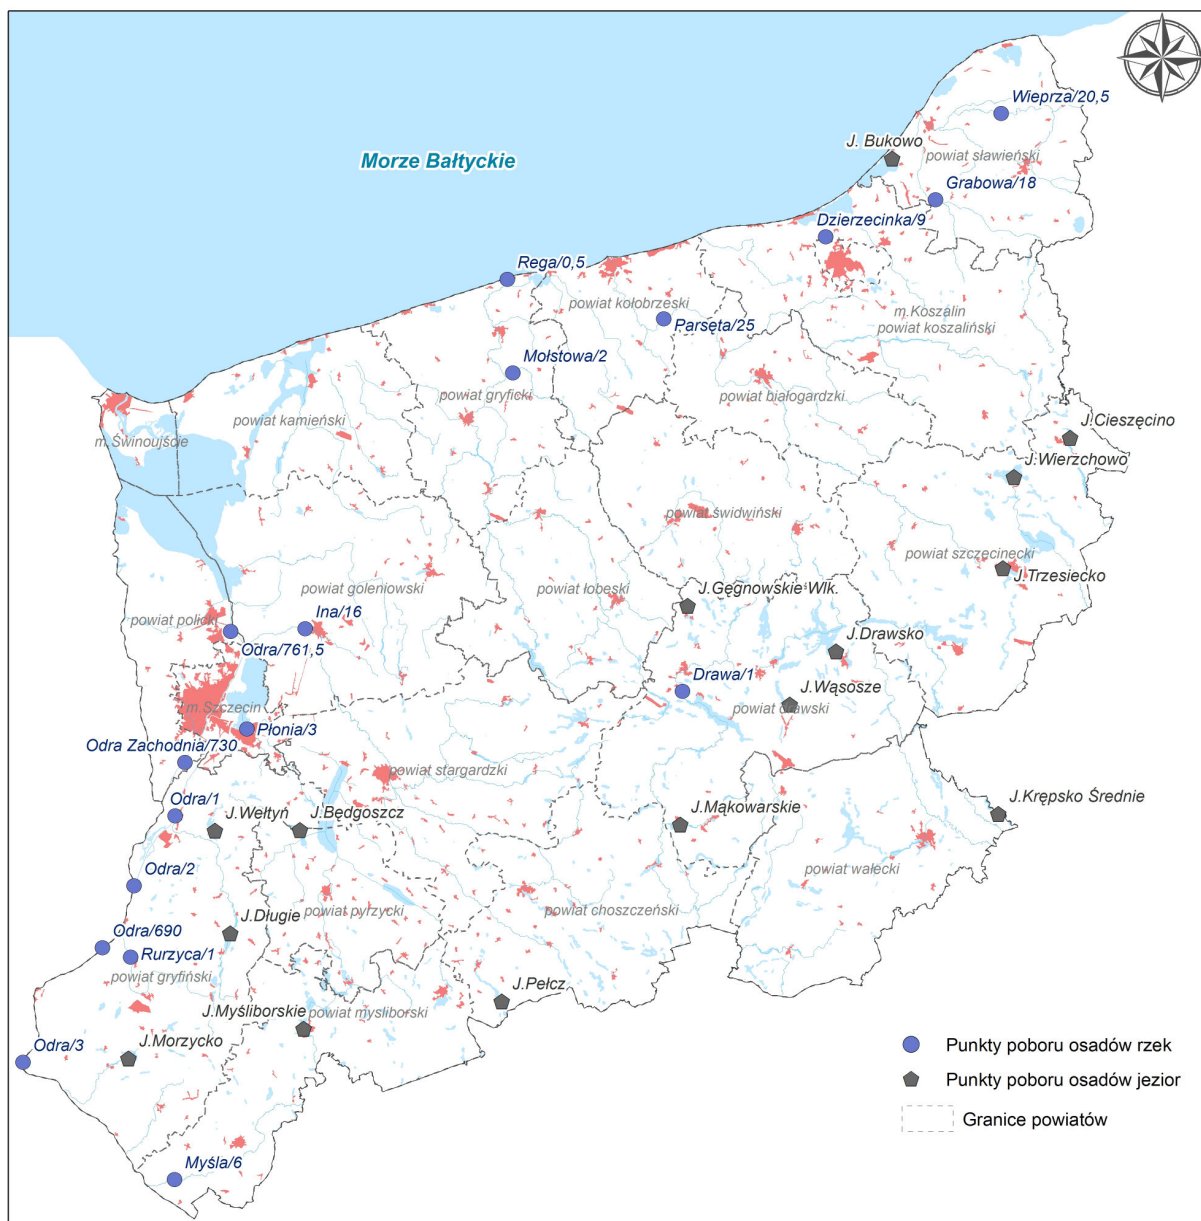 Wieprza/20,5
J. Bukowo
powiat sławieński
Morze Bałtyckie
Grabowa/18
Dzierzecinka/9
Rega/0,5
powiat kołobrzeski
m.Koszalin
powiat koszaliński
Parsęta/25
Mołstowa/2
powiat gryficki
powiat białogardzki
powiat kamieński
J.Cieszęcino
m. Świnoujście
J.Wierzchowo
powiat świdwiński
powiat szczecinecki
J.Trzesiecko
powiat goleniowski
powiat łobeski
J.Gęgnowskie Wlk.
Ina/16
powiat policki
Odra/761,5
J.Drawsko
Drawa/1
J.Wąsosze
powiat drawski
m.Szczecin
Płonia/3
Odra Zachodnia/730
powiat stargardzki
Odra/1
J.Wełtyń
J.Będgoszcz
J.Mąkowarskie
J.Krępsko Średnie
Odra/2
powiat wałecki
J.Długie
powiat pyrzycki
powiat choszczeński
Odra/690
Rurzyca/1
powiat gryfiński
J.Pełcz
J.Myśliborskie
powiat myśliborski
Odra/3
J.Morzycko
Punkty poboru osadów rzek
Punkty poboru osadów jezior
Granice powiatów
Myśla/6